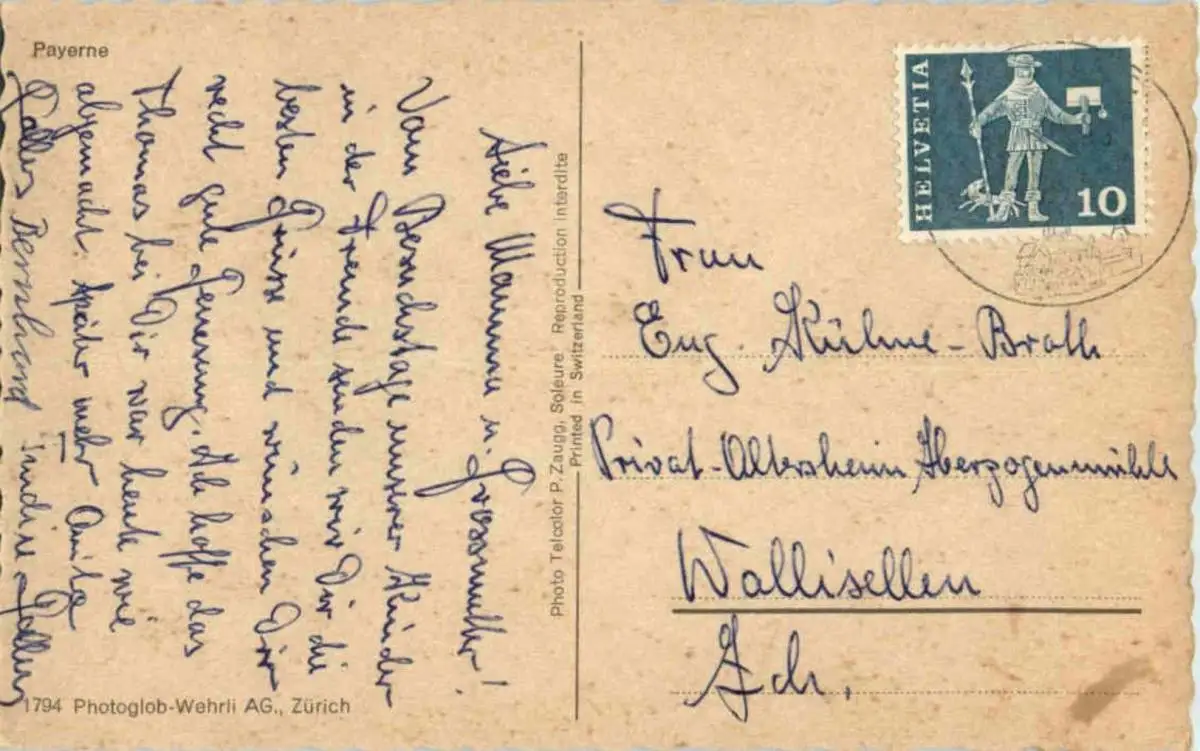 Payerne
Liebe Mamma u. Grossmutter!
Vom Besuchstage unserer Kinder
in der Fremde senden wir Dir die
besten Grüsse und wünschen Dir
recht gute Genesung. Ich hoffe das
Thomas bei Dir war heute wie
abgemacht. Später mehr Anita
Bernhard
1794 Photoglob-Wehrli AG., Zürich
Photo Telcolor P. Zaugg, Soleure Reproduction interdite
Printed in Switzerland
HELVETIA
10
Frau
Eug. Kühne-Broth
Privat-Altersheim Herzogenmühle
Wallisellen
Zch.